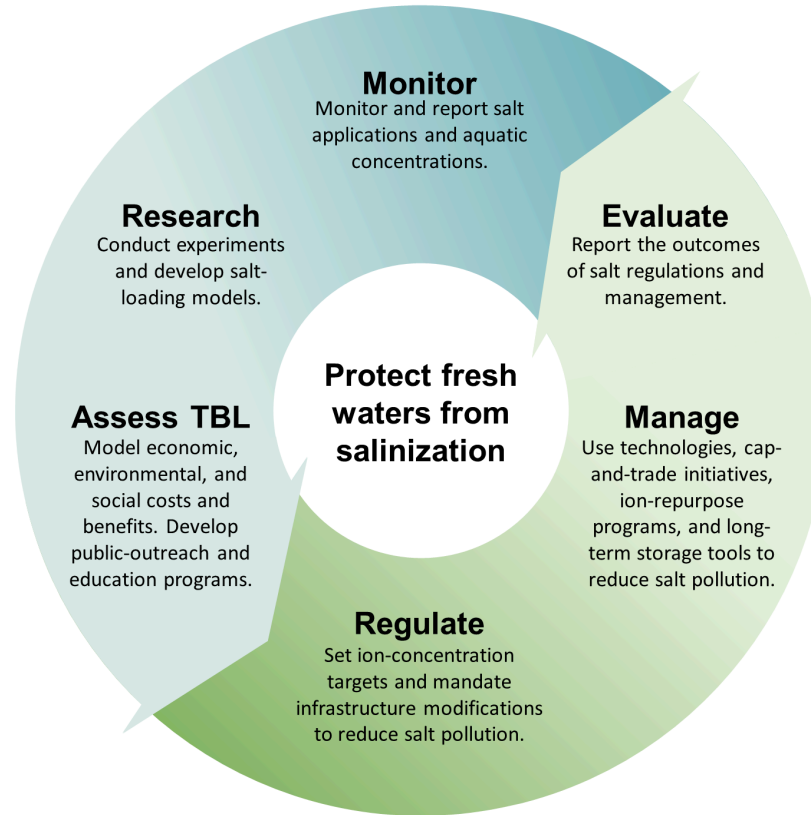 Monitor
Monitor and report salt
applications and aquatic
concentrations.
Research
Conduct experiments
and develop salt-
loading models.
Evaluate
Report the outcomes
of salt regulations and
management.
Protect fresh
waters from
salinization
Assess TBL
Model economic,
environmental, and
social costs and
benefits. Develop
public-outreach and
education programs.
Manage
Use technologies, cap-
and-trade initiatives,
ion-repurpose
programs, and long-
term storage tools to
reduce salt pollution.
Regulate
Set ion-concentration
targets and mandate
infrastructure modifications
to reduce salt pollution.